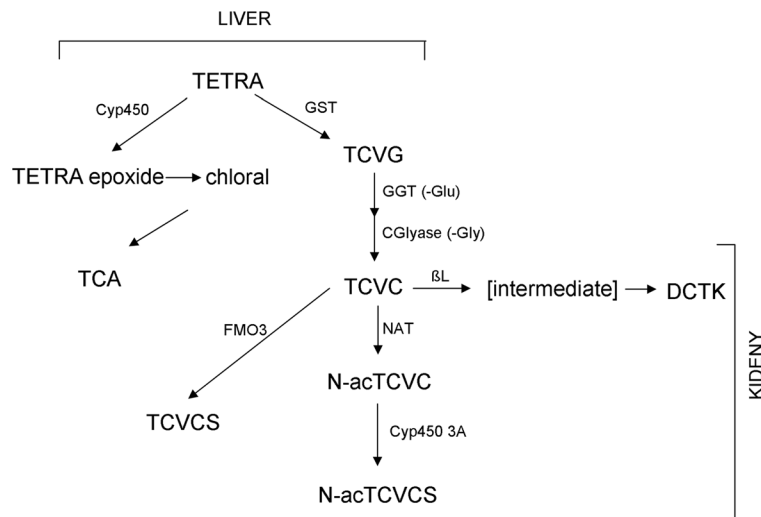 LIVER
TETRA
Cyp450
GST
TCVG
TETRA epoxide
chloral
GGT (-Glu)
CGlyase (-Gly)
TCA
TCVC
ßL
[intermediate]
DCTK
FMO3
NAT
KIDENY
N-acTCVC
TCVCS
Cyp450 3A
N-acTCVCS